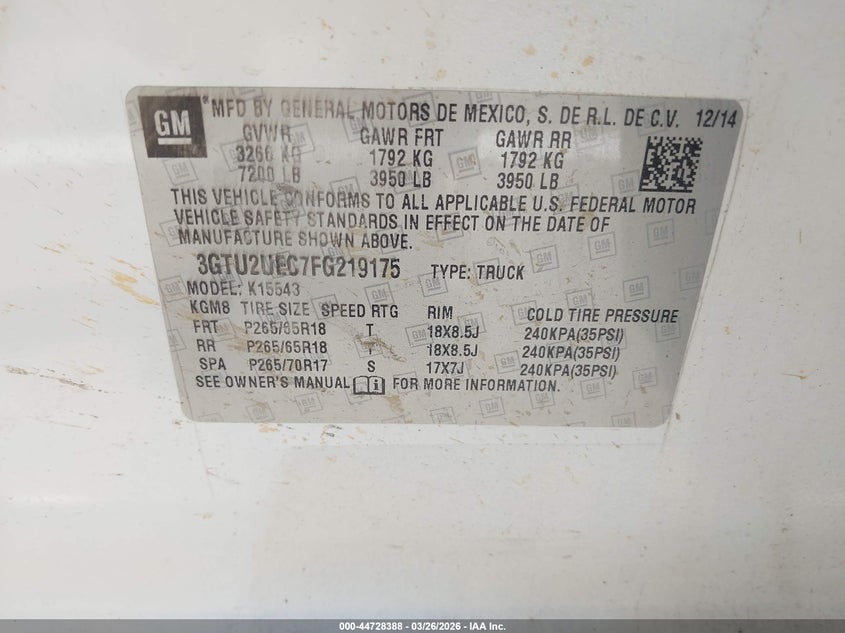 GM
MFD BY GENERAL MOTORS DE MEXICO, S. DE R.L. DE C.V. 12/14
GVWR GAWR FRT GAWR RR
3266 KG 1792 KG 1792 KG
7200 LB 3950 LB 3950 LB
THIS VEHICLE CONFORMS TO ALL APPLICABLE U.S. FEDERAL MOTOR
VEHICLE SAFETY STANDARDS IN EFFECT ON THE DATE OF
MANUFACTURE SHOWN ABOVE.
3GTU2UEC7FG219175 TYPE: TRUCK
MODEL: K15543
KGM8 TIRE SIZE SPEED RTG RIM COLD TIRE PRESSURE
FRT P265/65R18 T 18X8.5J 240KPA(35PSI)
RR P265/65R18 T 18X8.5J 240KPA(35PSI)
SPA P265/70R17 S 17X7J 240KPA(35PSI)
SEE OWNER'S MANUAL FOR MORE INFORMATION.
000-44728388 — 03/26/2026 — IAA Inc.